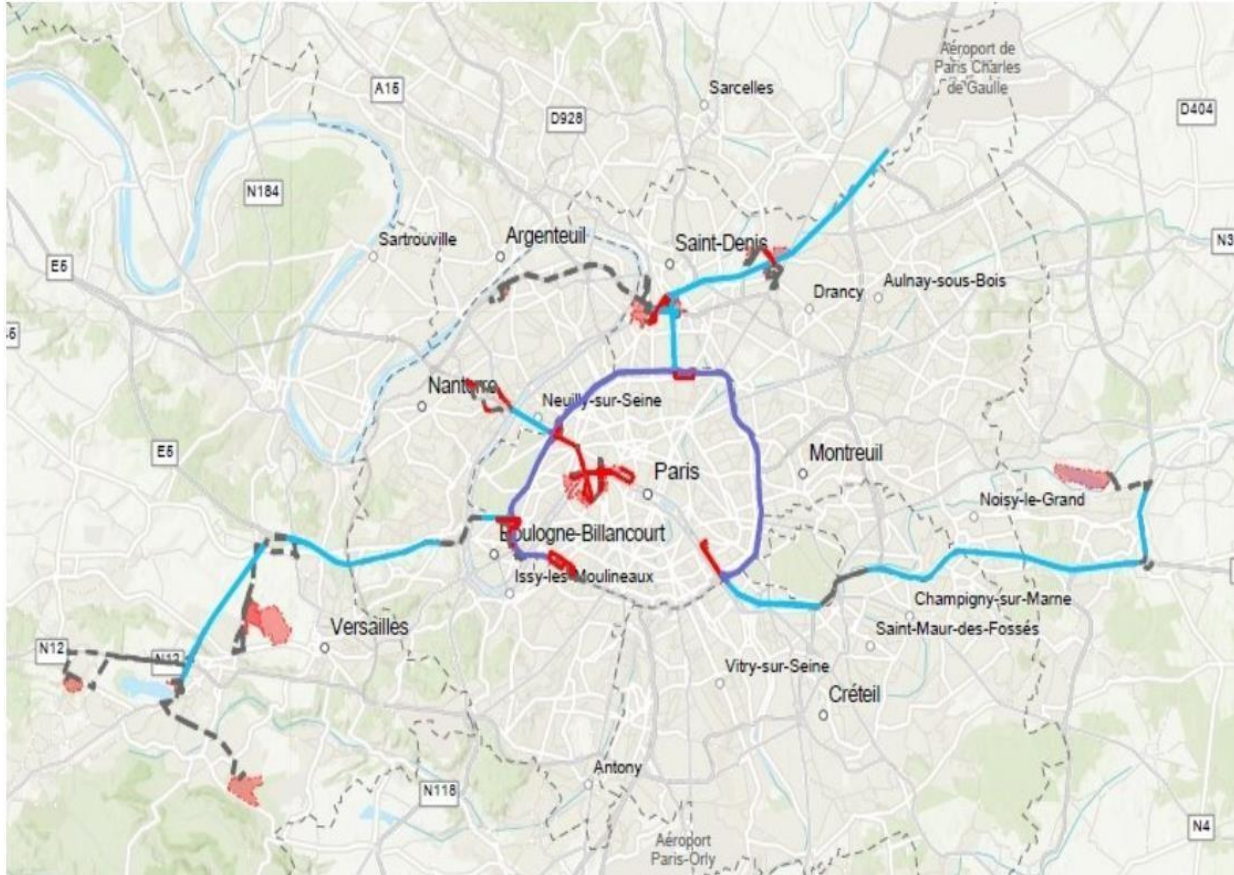 Aéroport de
Paris Charles
de Gaulle
A15
Sarcelles
D404
D928
N184
Argenteuil
Sartrouville
Saint-Denis
N3
E5
Drancy
Aulnay-sous-Bois
Nanterre
Neuilly-sur-Seine
E5
Montreuil
Paris
Noisy-le-Grand
Boulogne-Billancourt
Issy-les-Moulineaux
Champigny-sur-Marne
Versailles
Saint-Maur-des-Fossés
N12
N12
Vitry-sur-Seine
Créteil
Antony
N118
N4
Aéroport
Paris-Orly